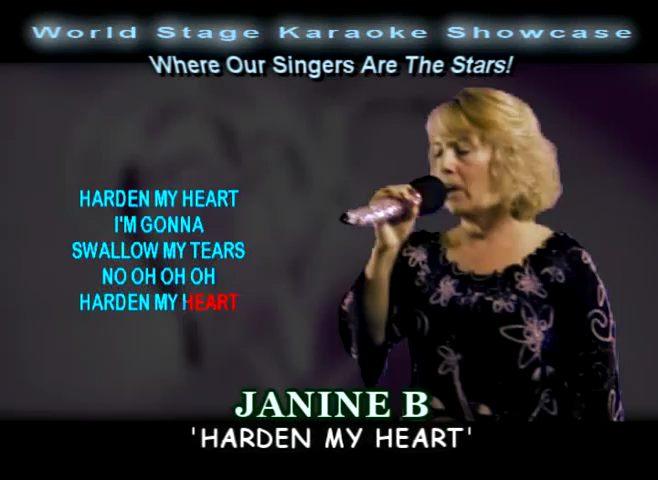 World Stage Karaoke Showcase
Where Our Singers Are The Stars!
HARDEN MY HEART
I'M GONNA
SWALLOW MY TEARS
NO OH OH OH
HARDEN MY HEART
JANINE B
'HARDEN MY HEART'